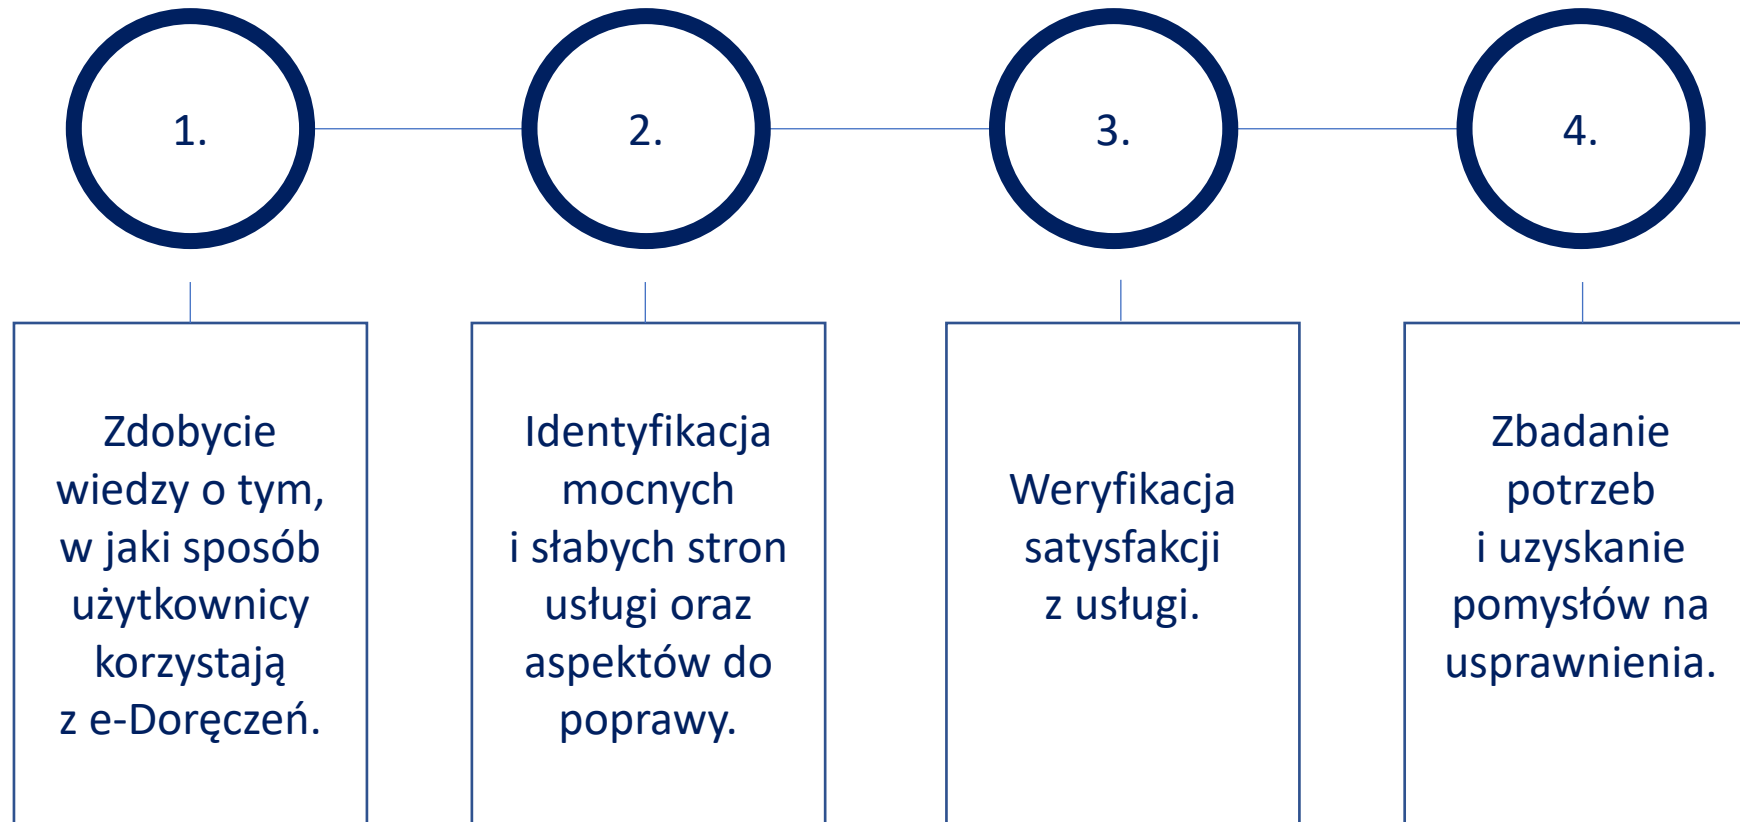 1.
2.
3.
4.
Zdobycie
wiedzy o tym,
w jaki sposób
użytkownicy
korzystają
z e-Doręczeń.
Identyfikacja
mocnych
i słabych stron
usługi oraz
aspektów do
poprawy.
Weryfikacja
satysfakcji
z usługi.
Zbadanie
potrzeb
i uzyskanie
pomysłów na
usprawnienia.